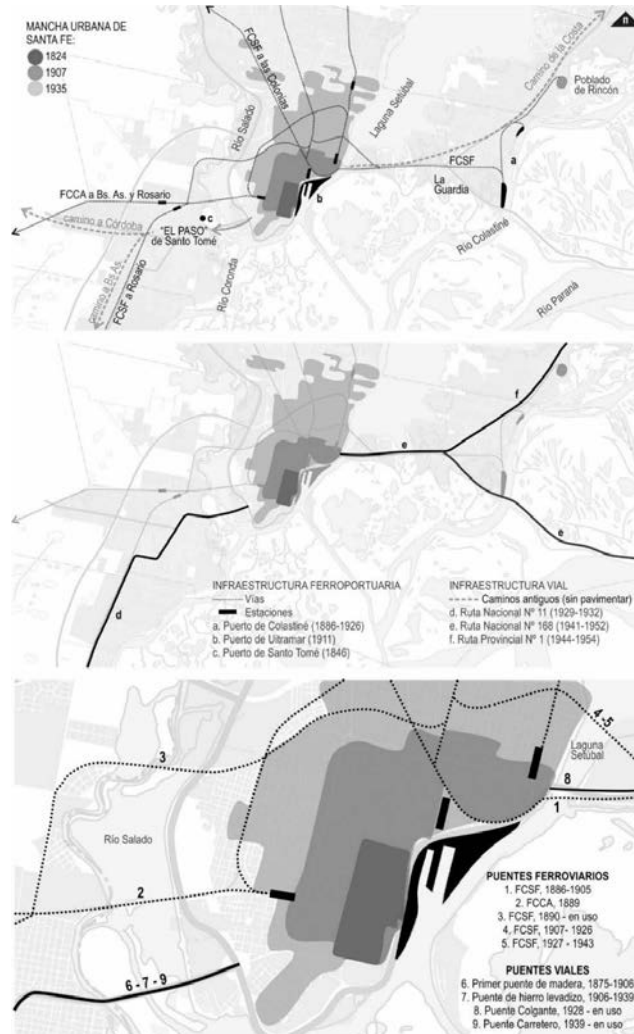 MANCHA URBANA DE
SANTA FE:
1824
1907
1935
n
FCSF a las Colonias
Río Salado
Laguna Setúbal
Camino de la Costa
Poblado
de Rincón
FCSF
a
La
Guardia
b
FCCA a Bs. As. y Rosario
camino a Córdoba
c
"EL PASO"
de Santo Tomé
camino a Bs As.
FCSF a Rosario
Río Coronda
Río Colastiné
Río Paraná
f
e
e
d
INFRAESTRUCTURA FERROPORTUARIA
Vías
Estaciones
a. Puerto de Colastiné (1886-1926)
b. Puerto de Ultramar (1911)
c. Puerto de Santo Tomé (1846)
INFRAESTRUCTURA VIAL
Caminos antiguos (sin pavimentar)
d. Ruta Nacional Nº 11 (1929-1932)
e. Ruta Nacional Nº 168 (1941-1952)
f. Ruta Provincial Nº 1 (1944-1954)
4-5
Laguna
Setúbal
3
8
1
Río Salado
2
6 - 7 - 9
PUENTES FERROVIARIOS
1. FCSF, 1886-1905
2. FCCA, 1889
3. FCSF, 1890 - en uso
4. FCSF, 1907 - 1926
5. FCSF, 1927 - 1943
PUENTES VIALES
6. Primer puente de madera, 1875-1906
7. Puente de hierro levadizo, 1906-1939
8. Puente Colgante, 1928 - en uso
9. Puente Carretero, 1939 - en uso